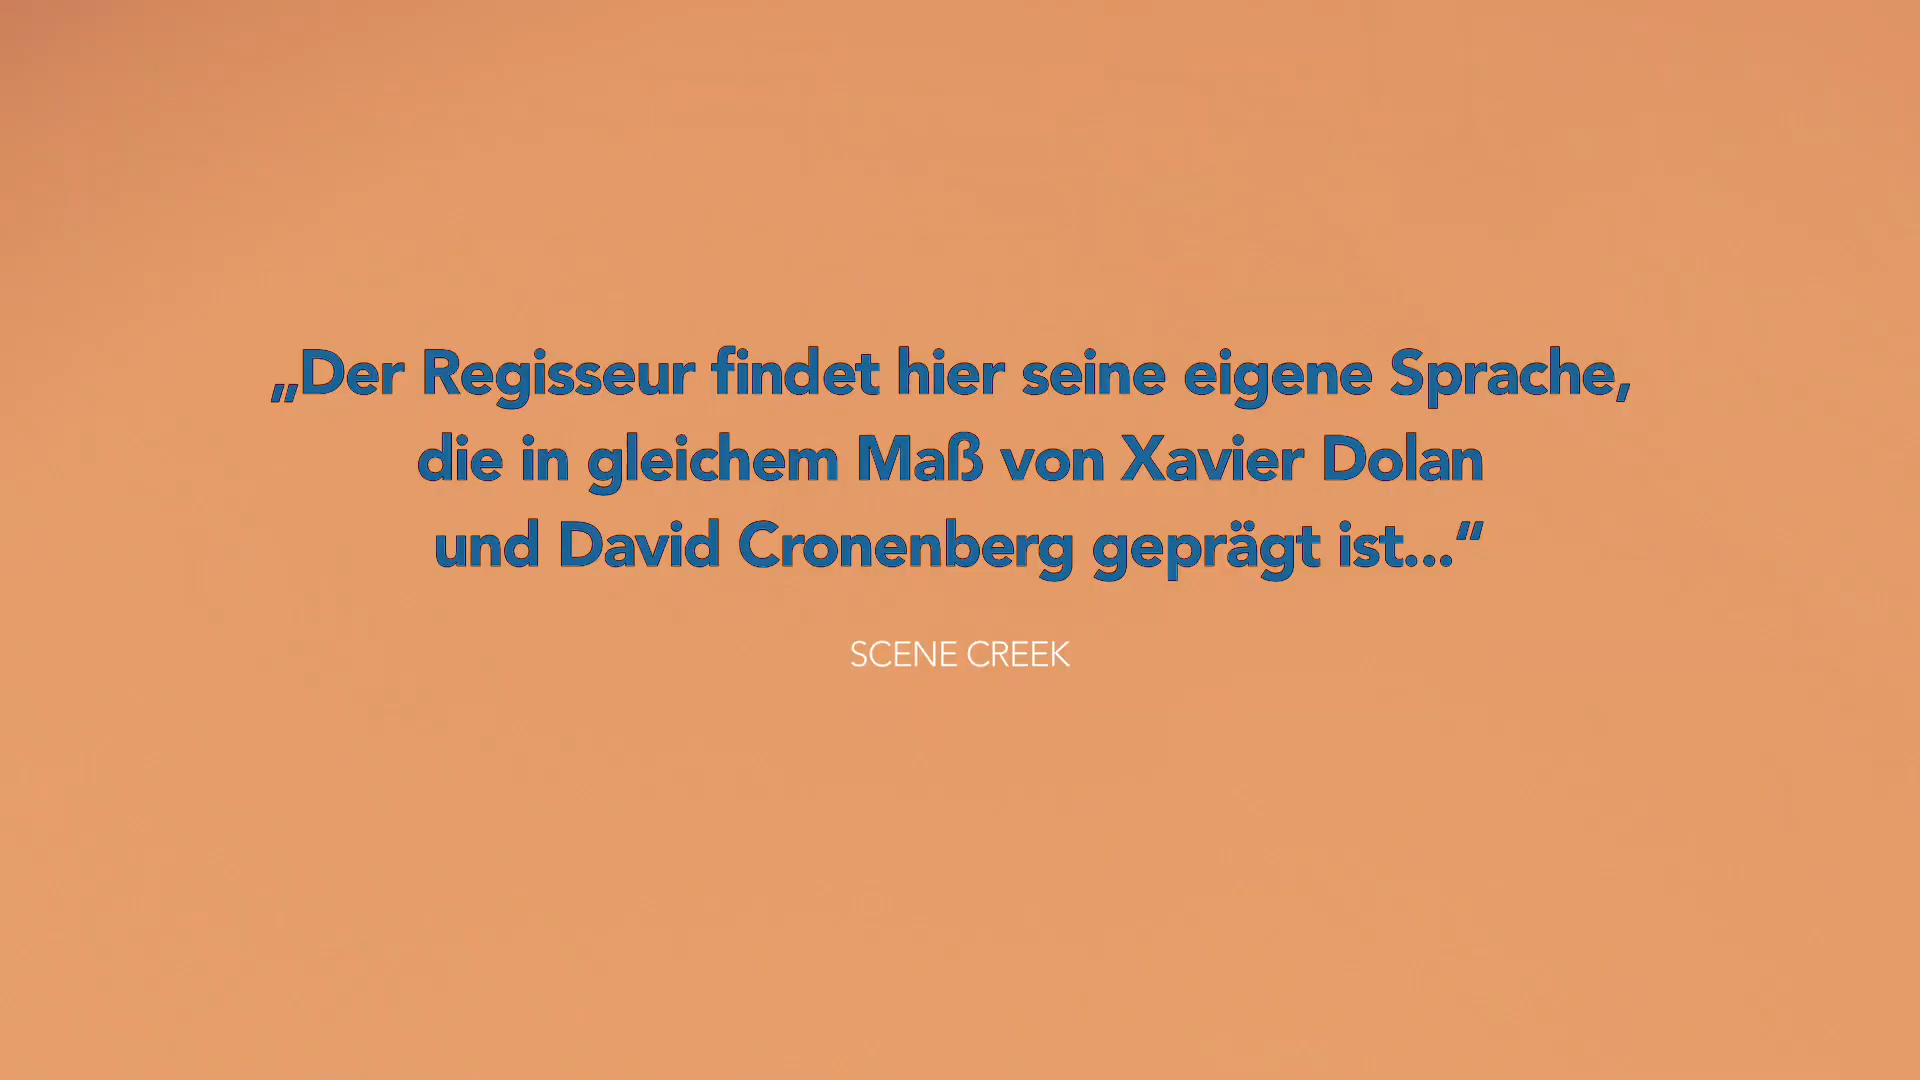 „Der Regisseur findet hier seine eigene Sprache,
die in gleichem Maß von Xavier Dolan
und David Cronenberg geprägt ist...“
SCENE CREEK